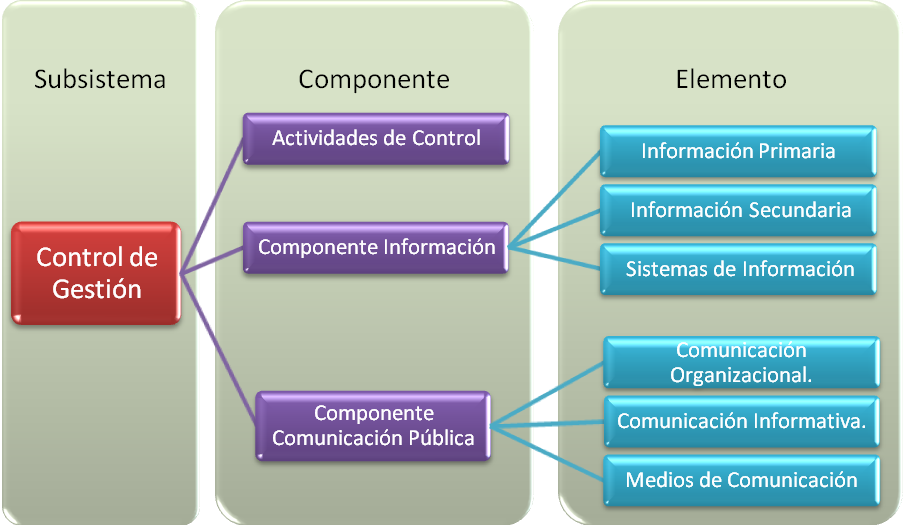 Subsistema
Componente
Elemento
Control de
Gestión
Actividades de Control
Componente Información
Componente
Comunicación Pública
Información Primaria
Información Secundaria
Sistemas de Información
Comunicación
Organizacional.
Comunicación Informativa.
Medios de Comunicación